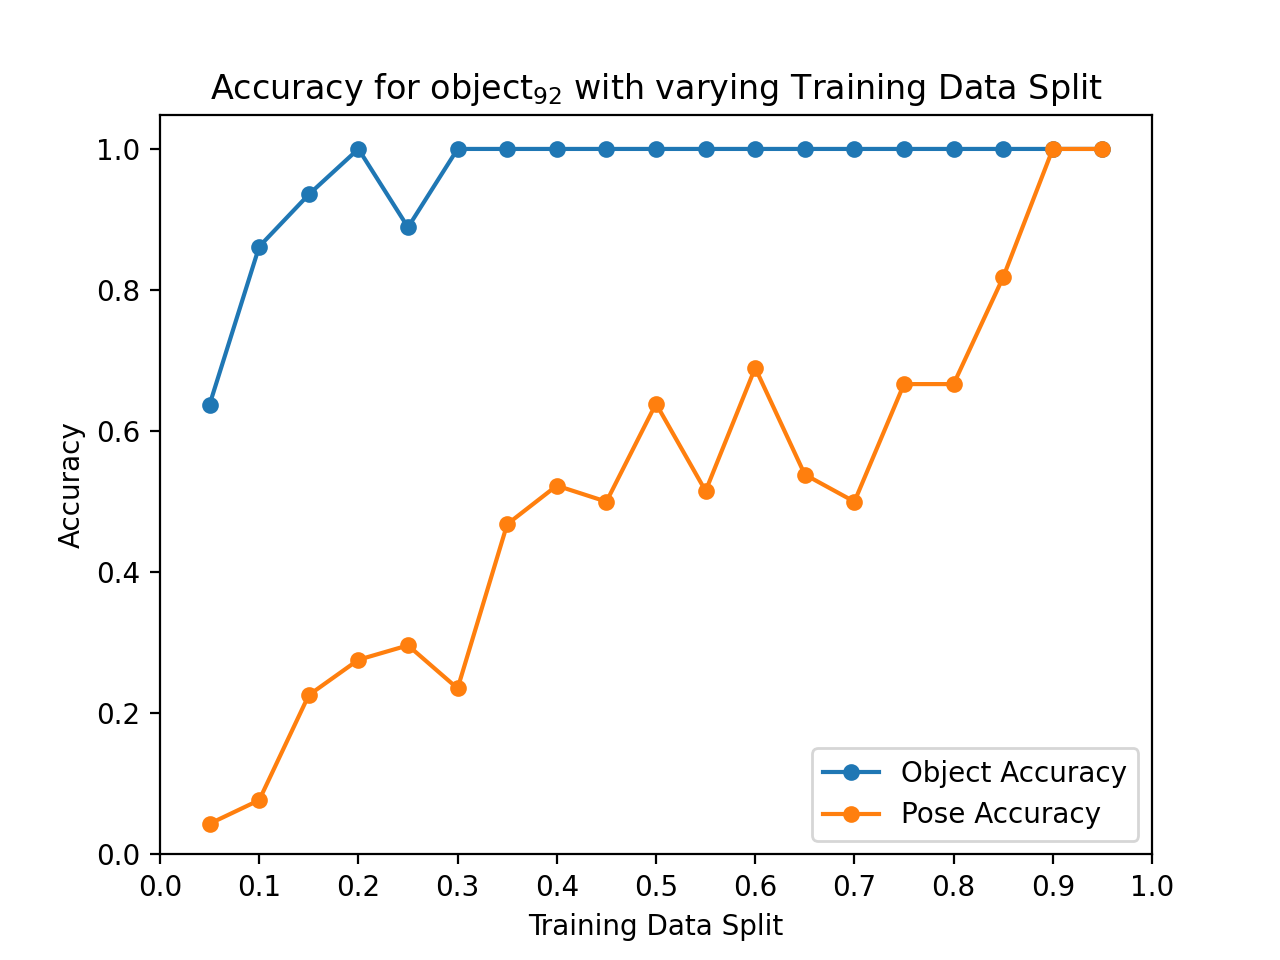 Accuracy for object₉₂ with varying Training Data Split
1.0
0.8
0.6
0.4
0.2
0.0
Accuracy
Object Accuracy
Pose Accuracy
0.0 0.1 0.2 0.3 0.4 0.5 0.6 0.7 0.8 0.9 1.0
Training Data Split